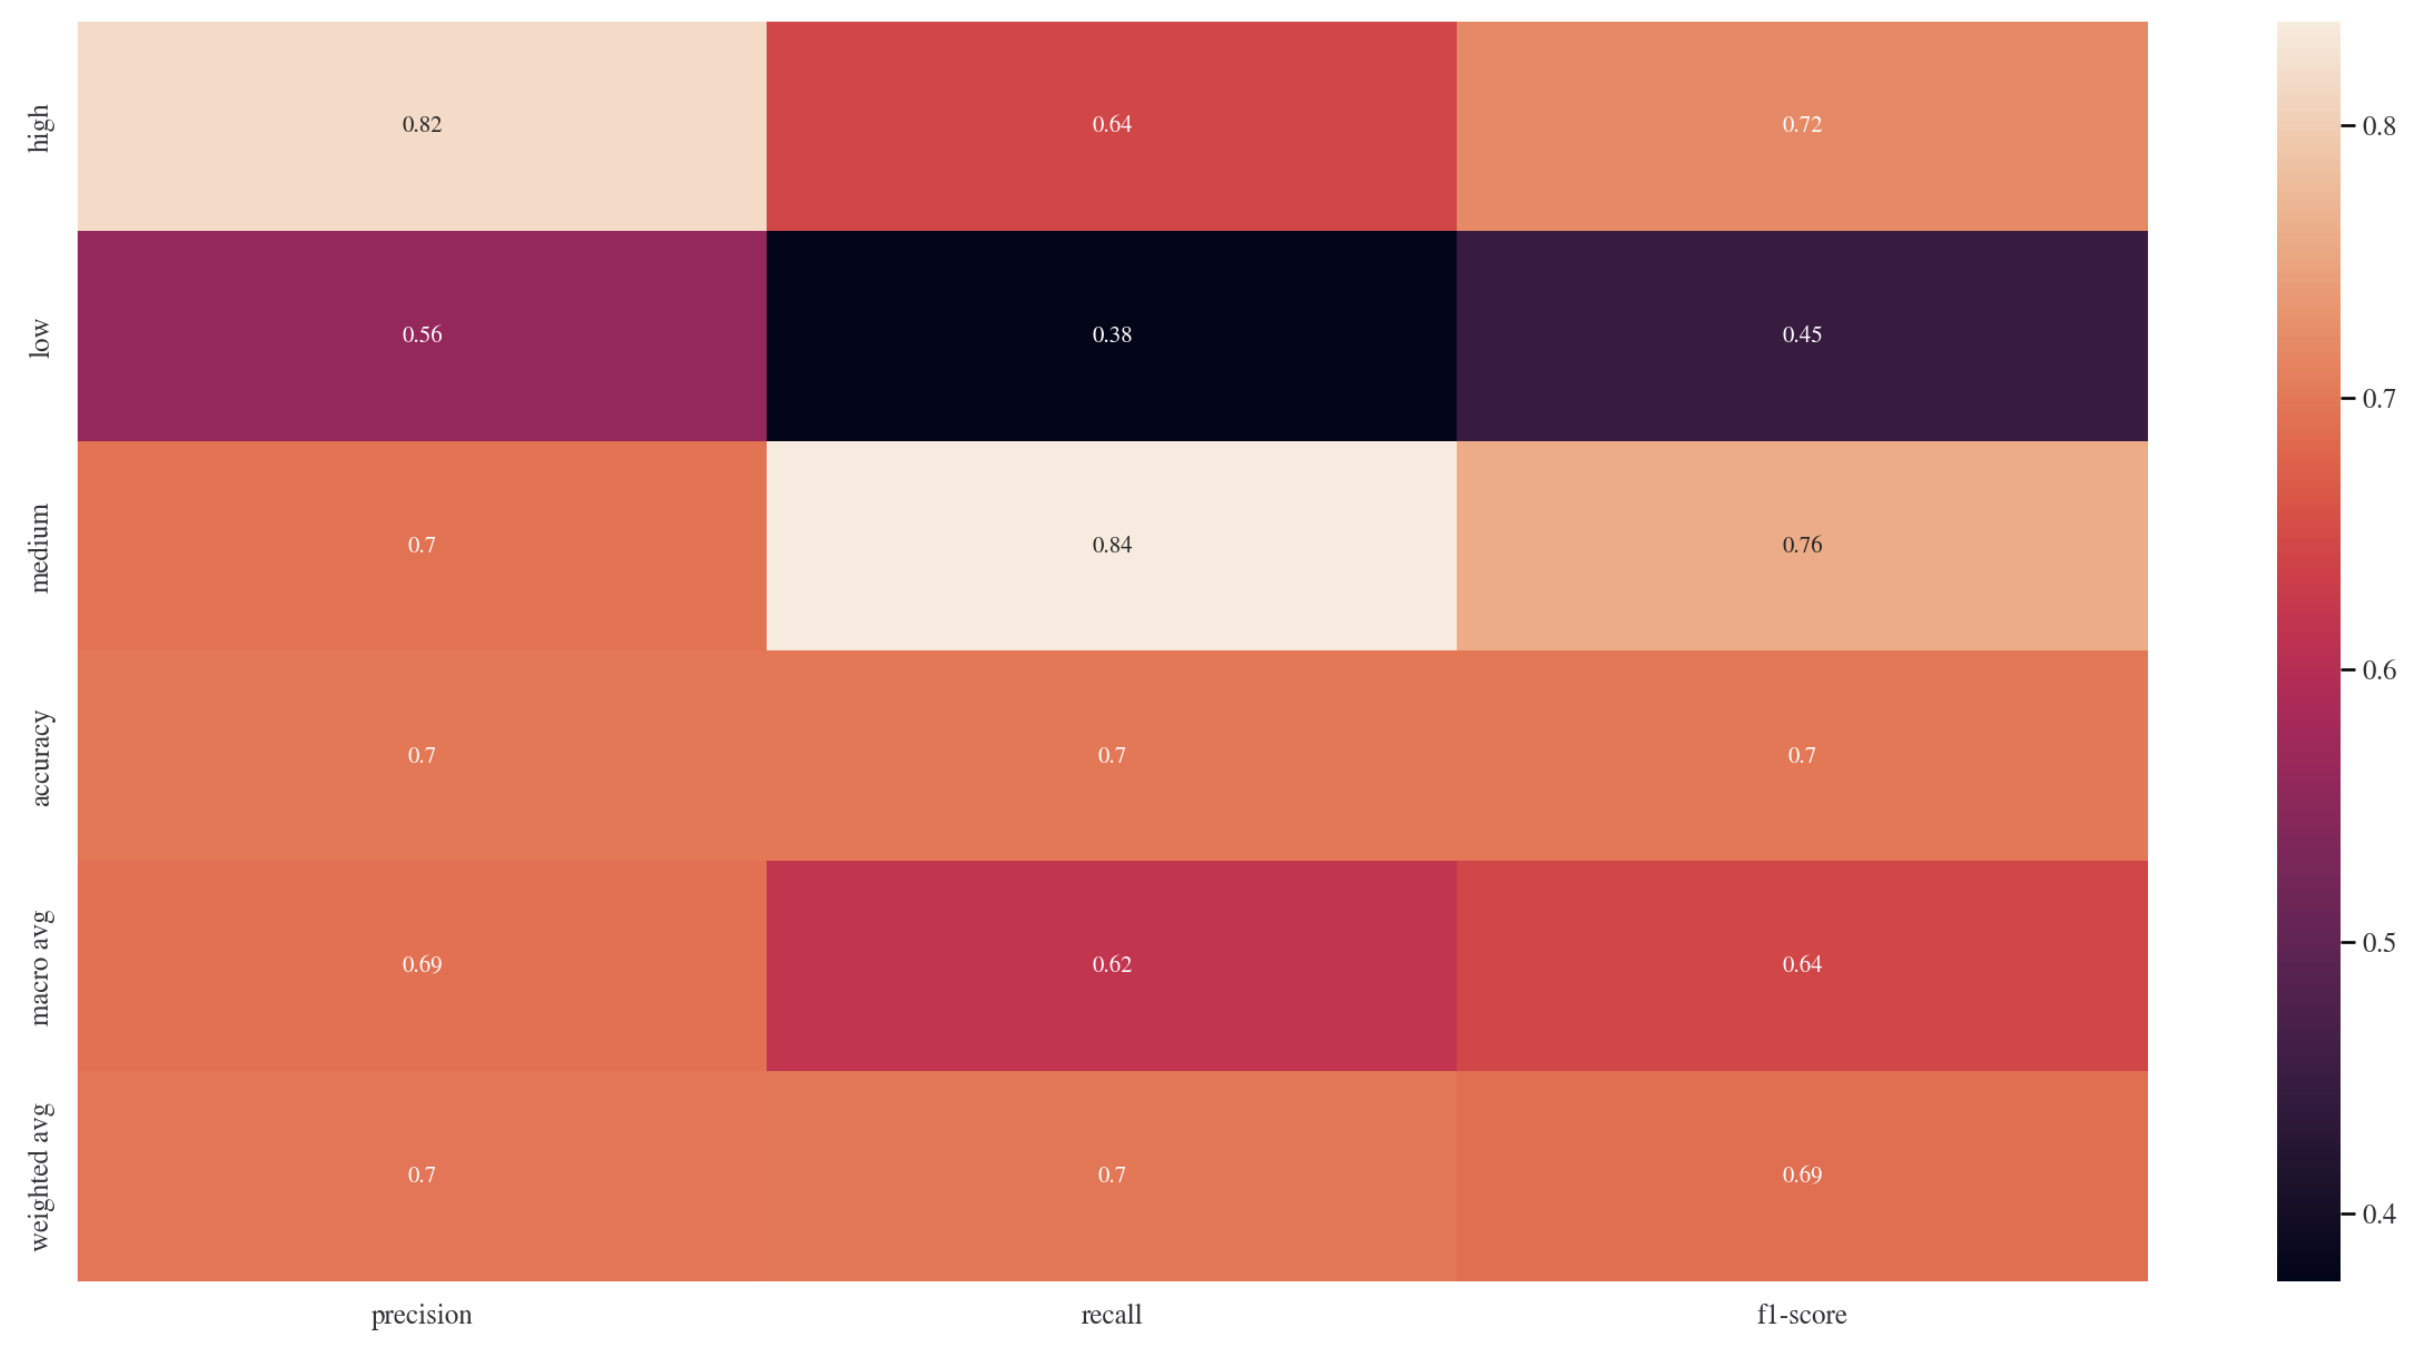 high 0.82 0.64 0.72
low 0.56 0.38 0.45
medium 0.7 0.84 0.76
accuracy 0.7 0.7 0.7
macro avg 0.69 0.62 0.64
weighted avg 0.7 0.7 0.69
precision recall f1-score
0.8
0.7
0.6
0.5
0.4